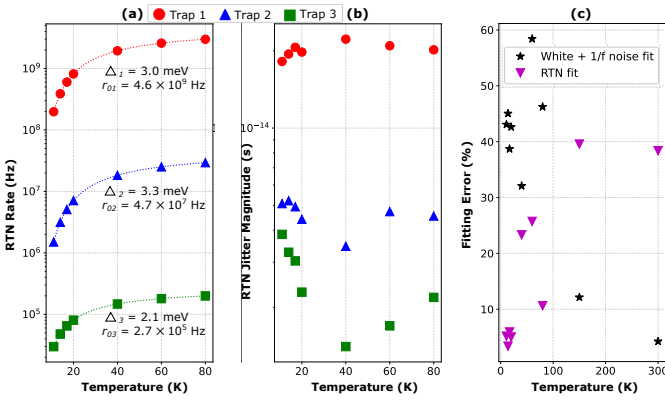 (a)
Trap 1
Trap 2
Trap 3
(b)
(c)
RTN Rate (Hz)
10⁹
10⁸
10⁷
10⁶
10⁵
△₁ = 3.0 meV
r₀₁ = 4.6 × 10⁹ Hz
△₂ = 3.3 meV
r₀₂ = 4.7 × 10⁷ Hz
△₃ = 2.1 meV
r₀₃ = 2.7 × 10⁵ Hz
20 40 60 80
Temperature (K)
RTN Jitter Magnitude (s)
10⁻¹⁴
20 40 60 80
Temperature (K)
Fitting Error (%)
60
50
40
30
20
10
White + 1/f noise fit
RTN fit
0 100 200 300
Temperature (K)